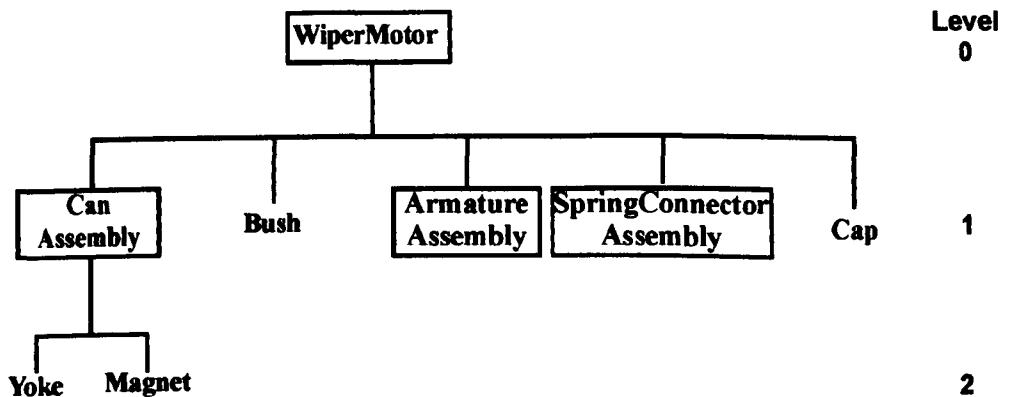 WiperMotor
Level
0
Can
Assembly
Bush
Armature
Assembly
SpringConnector
Assembly
Cap
1
Yoke
Magnet
2